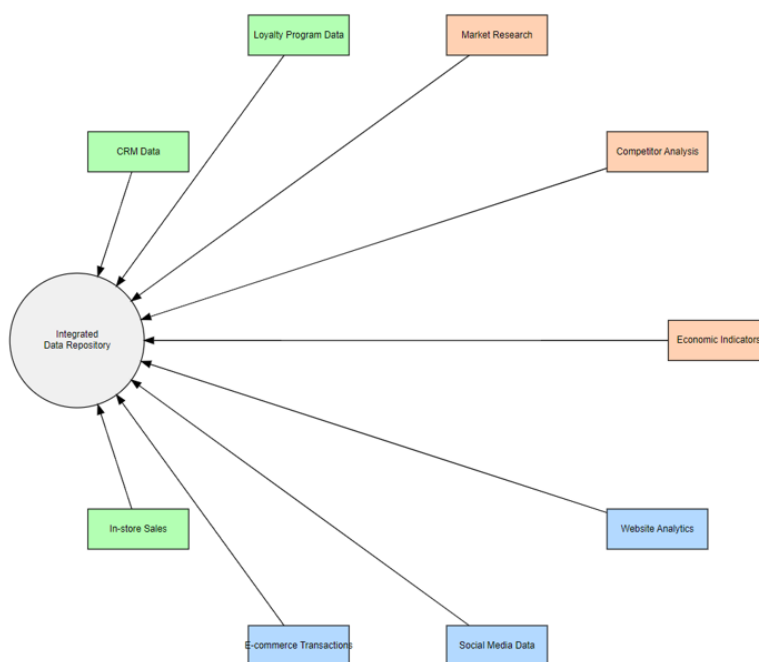 Loyalty Program Data
Market Research
CRM Data
Competitor Analysis
Integrated
Data Repository
Economic Indicators
In-store Sales
Website Analytics
E-commerce Transactions
Social Media Data